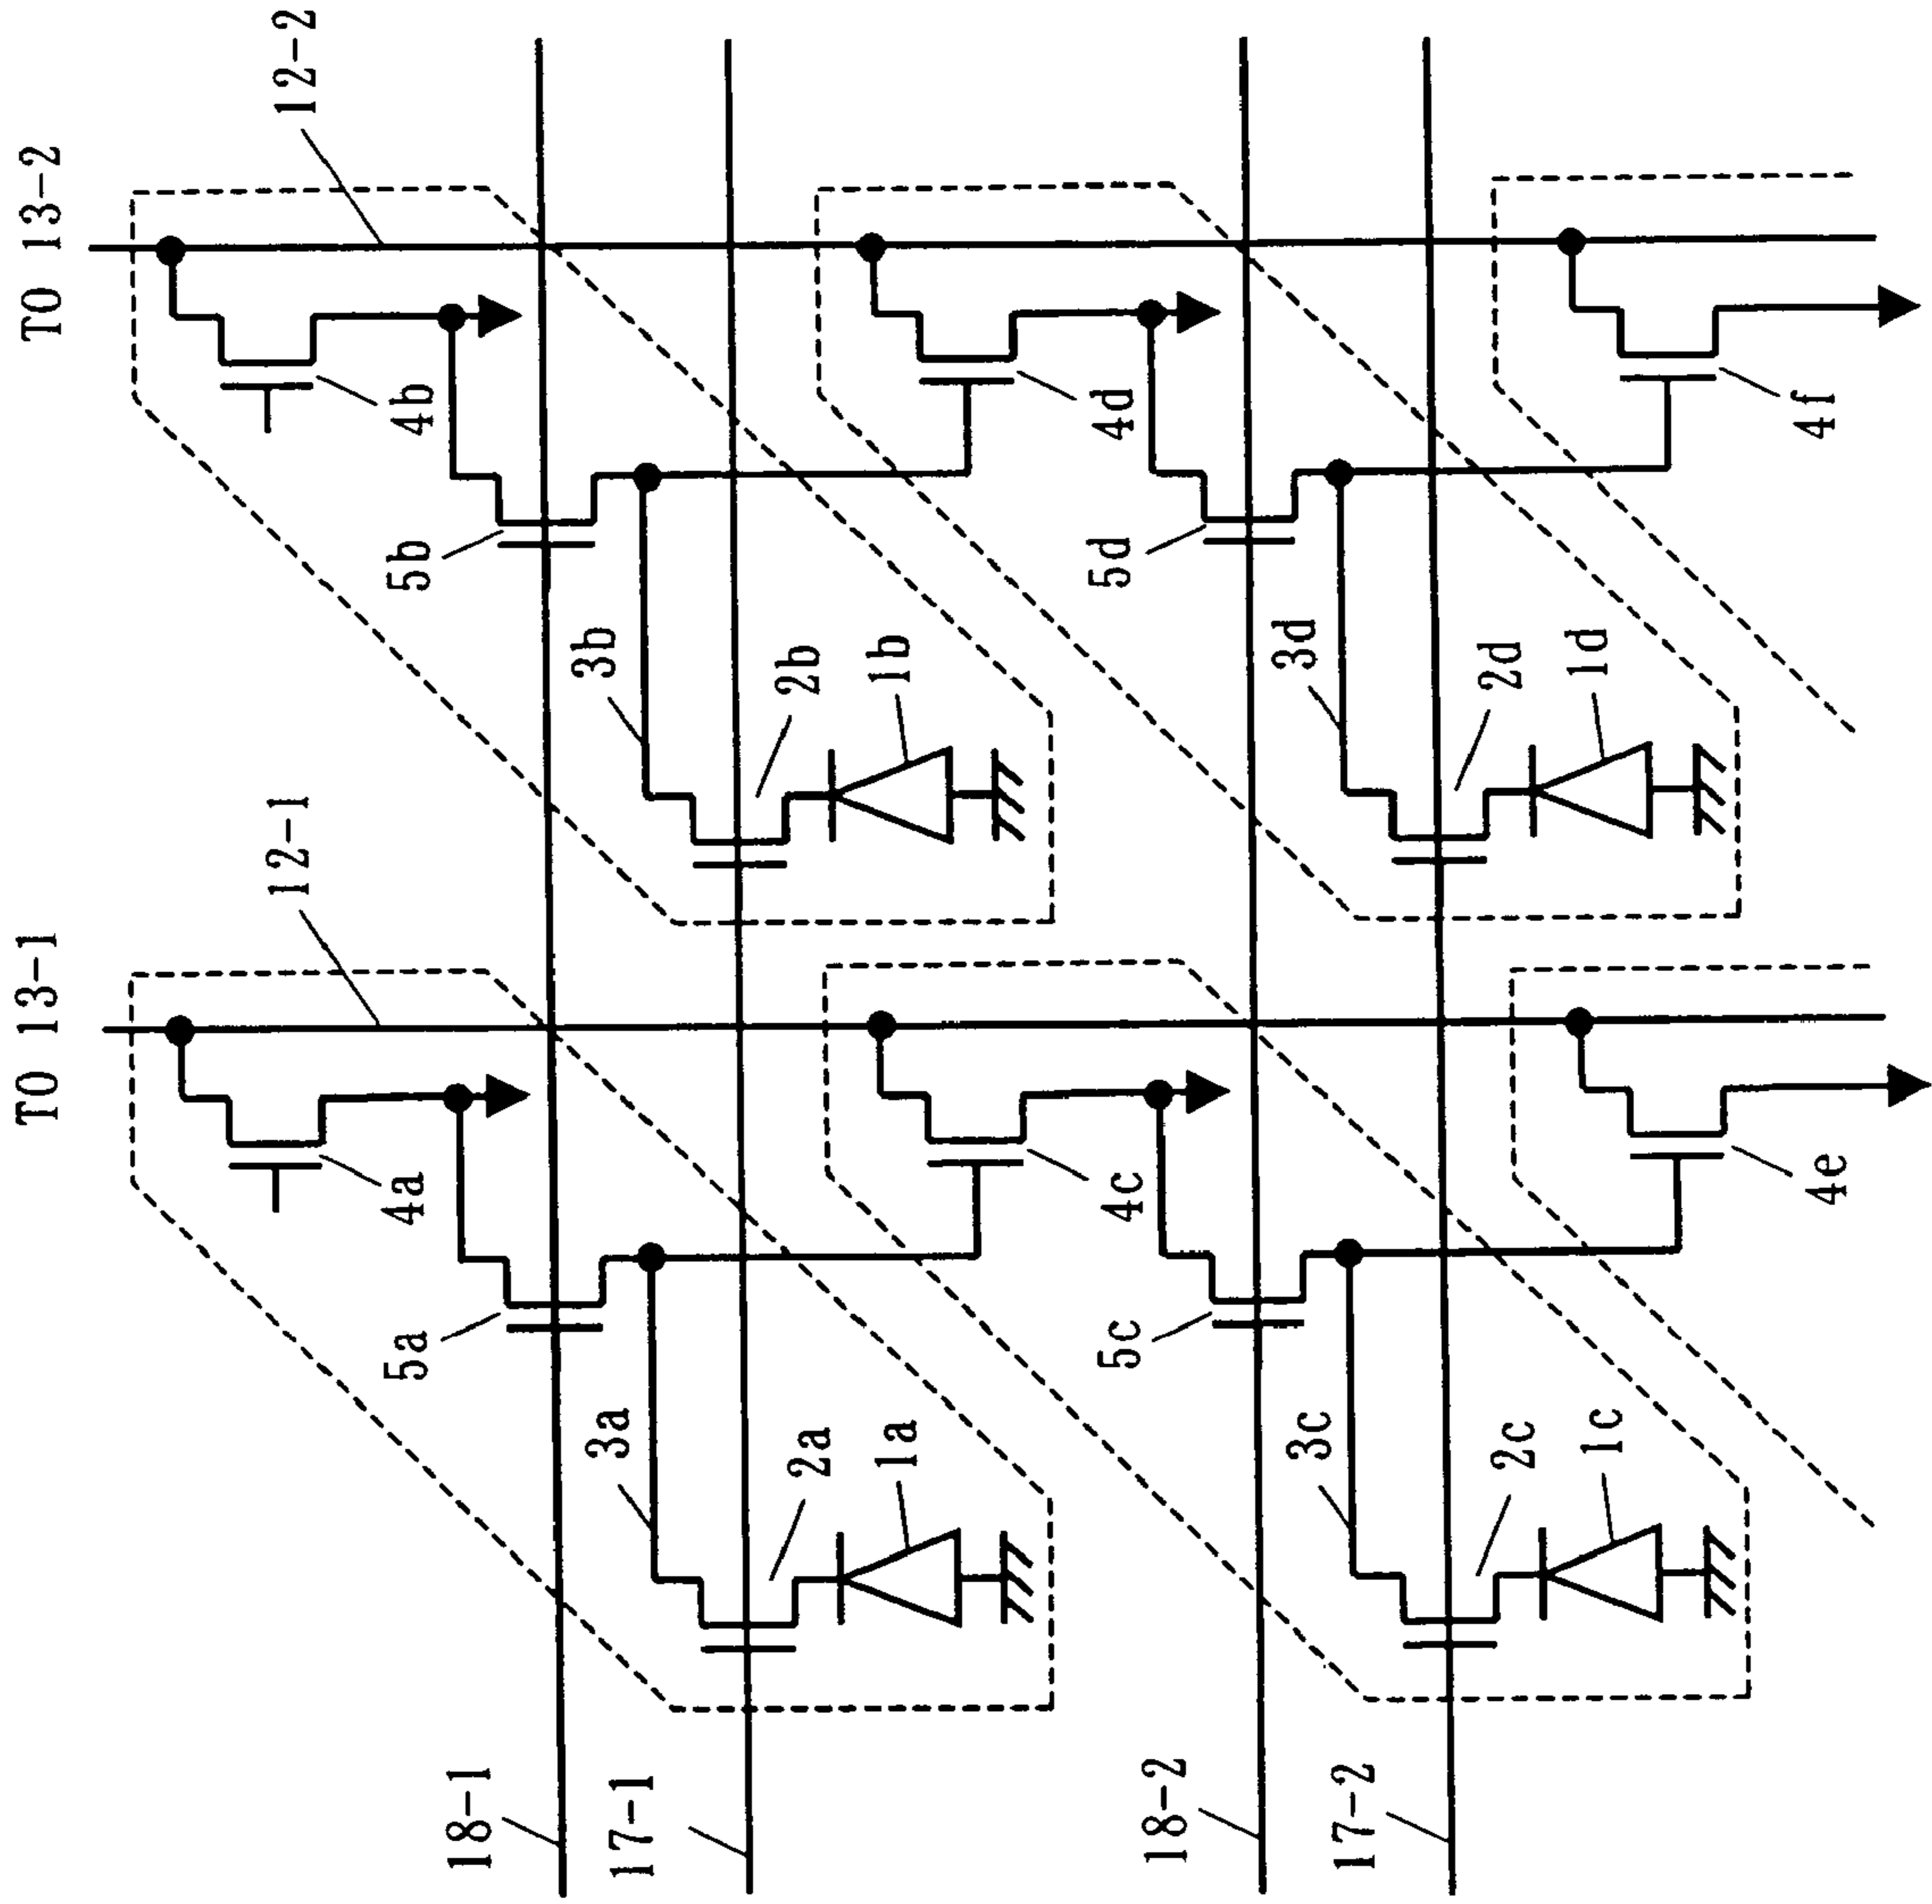 TO 13-1
TO 13-2
12-1
12-2
4a
4b
5a
5b
3a
3b
2a
2b
1a
1b
18-1
17-1
4c
4d
5c
5d
3c
3d
2c
2d
1c
1d
18-2
17-2
4e
4f